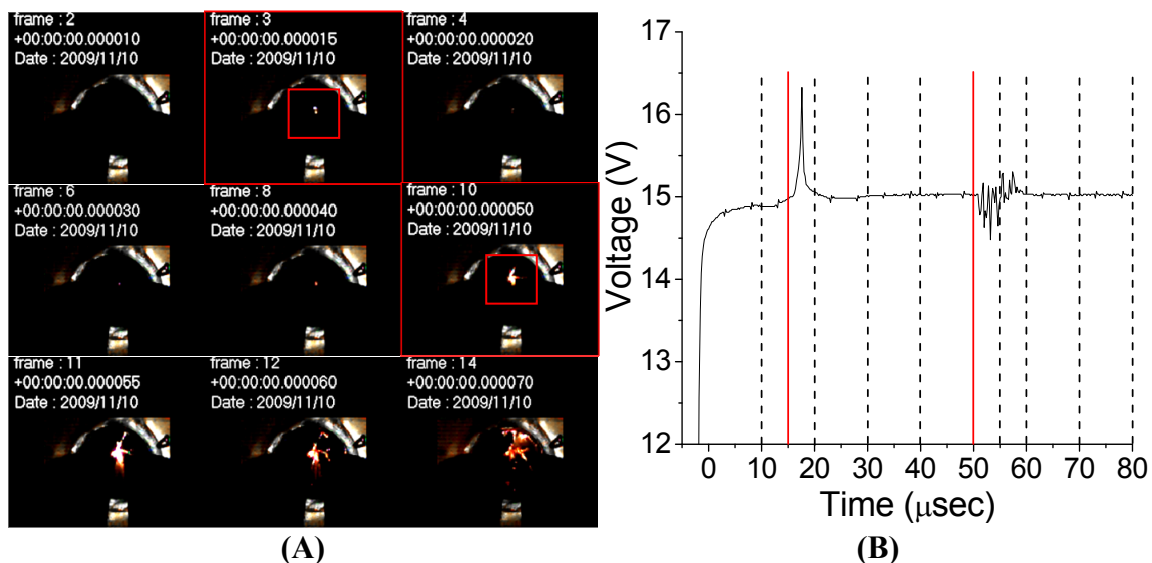 frame : 2
+00:00:00.000010
Date : 2009/11/10
frame : 3
+00:00:00.000015
Date : 2009/11/10
frame : 4
+00:00:00.000020
Date : 2009/11/10
frame : 6
+00:00:00.000030
Date : 2009/11/10
frame : 8
+00:00:00.000040
Date : 2009/11/10
frame : 10
+00:00:00.000050
Date : 2009/11/10
frame : 11
+00:00:00.000055
Date : 2009/11/10
frame : 12
+00:00:00.000060
Date : 2009/11/10
frame : 14
+00:00:00.000070
Date : 2009/11/10
(A)
17
16
15
14
13
12
Voltage (V)
0 10 20 30 40 50 60 70 80
Time (μsec)
(B)